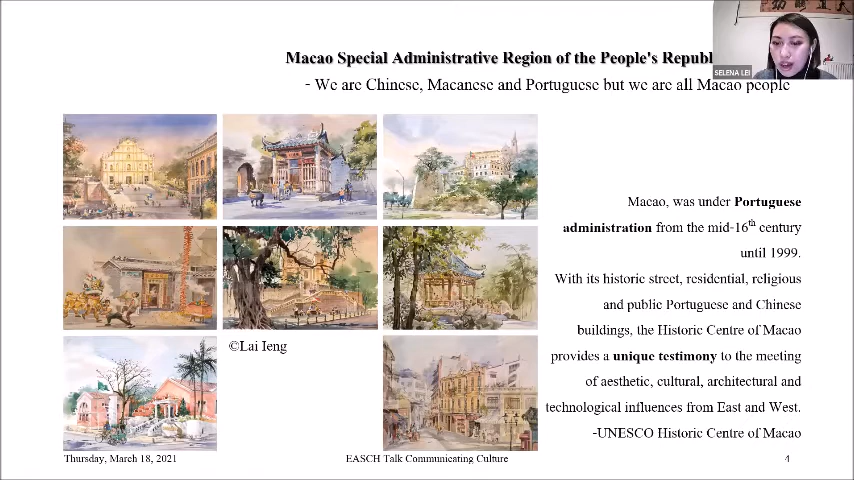 Macao Special Administrative Region of the People's Republ
- We are Chinese, Macanese and Portuguese but we are all Macao people
SELENA LEI
Macao, was under Portuguese
administration from the mid-16th century
until 1999.
With its historic street, residential, religious
and public Portuguese and Chinese
buildings, the Historic Centre of Macao
provides a unique testimony to the meeting
of aesthetic, cultural, architectural and
technological influences from East and West.
-UNESCO Historic Centre of Macao
©Lai Ieng
Thursday, March 18, 2021
EASCH Talk Communicating Culture
4